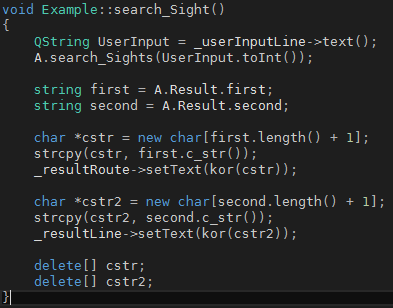 void Example::search_Sight()
{
    QString UserInput = _userInputLine->text();
    A.search_Sights(UserInput.toInt());

    string first = A.Result.first;
    string second = A.Result.second;

    char *cstr = new char[first.length() + 1];
    strcpy(cstr, first.c_str());
    _resultRoute->setText(kor(cstr));

    char *cstr2 = new char[second.length() + 1];
    strcpy(cstr2, second.c_str());
    _resultLine->setText(kor(cstr2));

    delete[] cstr;
    delete[] cstr2;
}